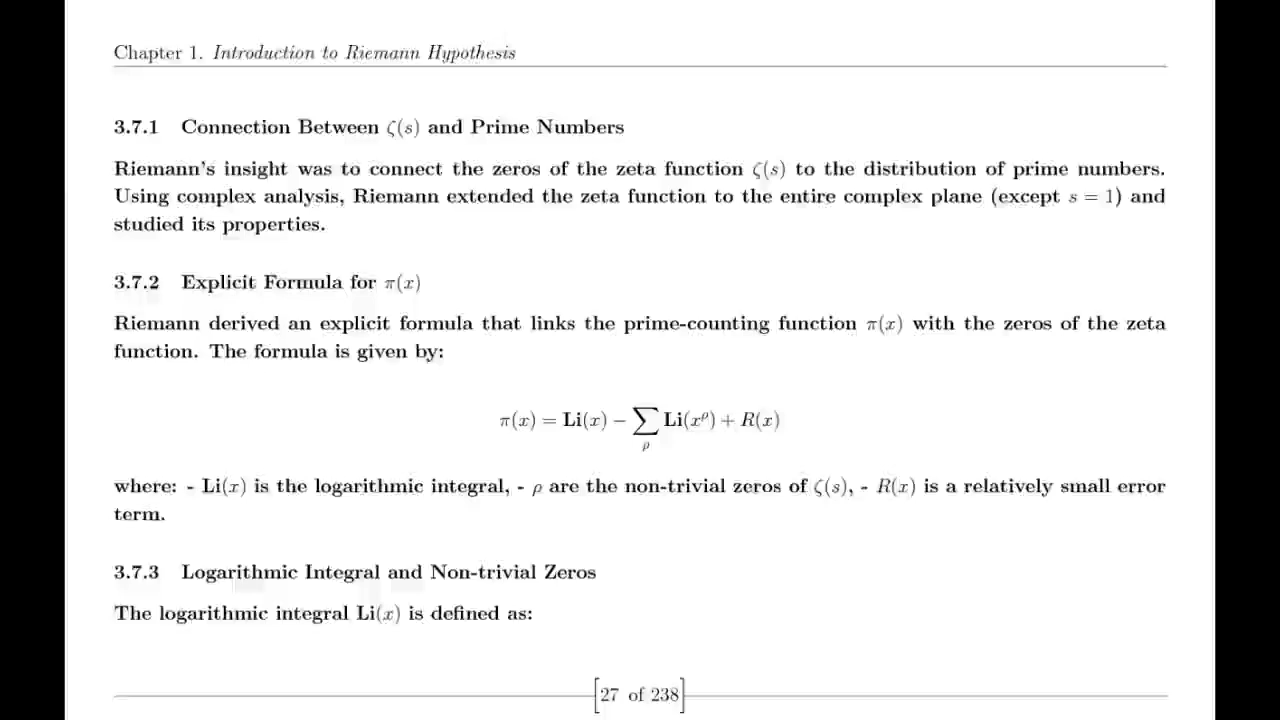 Chapter 1. Introduction to Riemann Hypothesis
3.7.1 Connection Between ζ(s) and Prime Numbers
Riemann's insight was to connect the zeros of the zeta function ζ(s) to the distribution of prime numbers.
Using complex analysis, Riemann extended the zeta function to the entire complex plane (except s = 1) and
studied its properties.
3.7.2 Explicit Formula for π(x)
Riemann derived an explicit formula that links the prime-counting function π(x) with the zeros of the zeta
function. The formula is given by:
π(x) = Li(x) − ∑ Li(x^ρ) + R(x)
ρ
where: - Li(x) is the logarithmic integral, - ρ are the non-trivial zeros of ζ(s), - R(x) is a relatively small error
term.
3.7.3 Logarithmic Integral and Non-trivial Zeros
The logarithmic integral Li(x) is defined as:
[27 of 238]